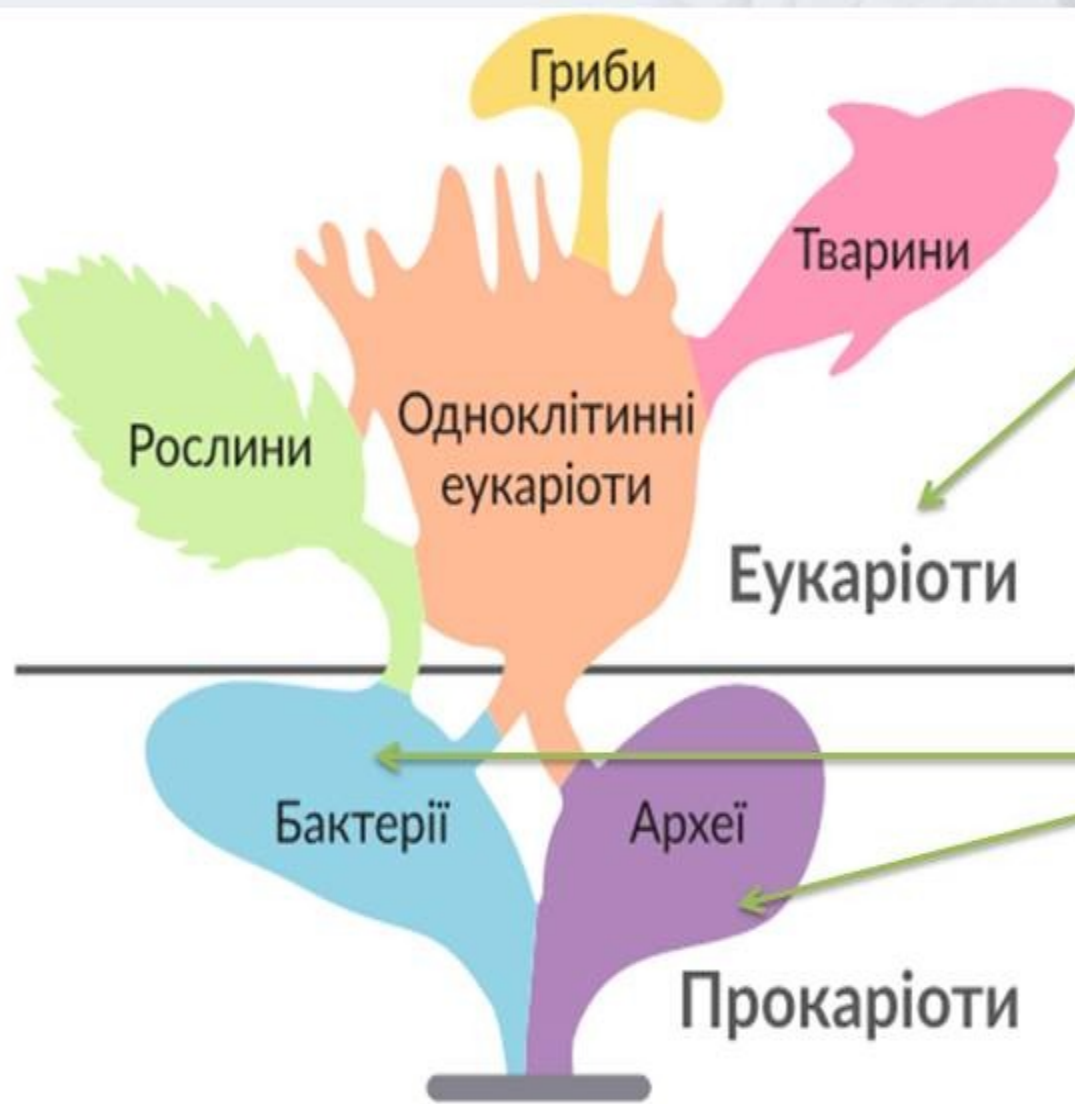 Гриби
Тварини
Рослини
Одноклітинні
еукаріоти
Еукаріоти
Бактерії
Археї
Прокаріоти